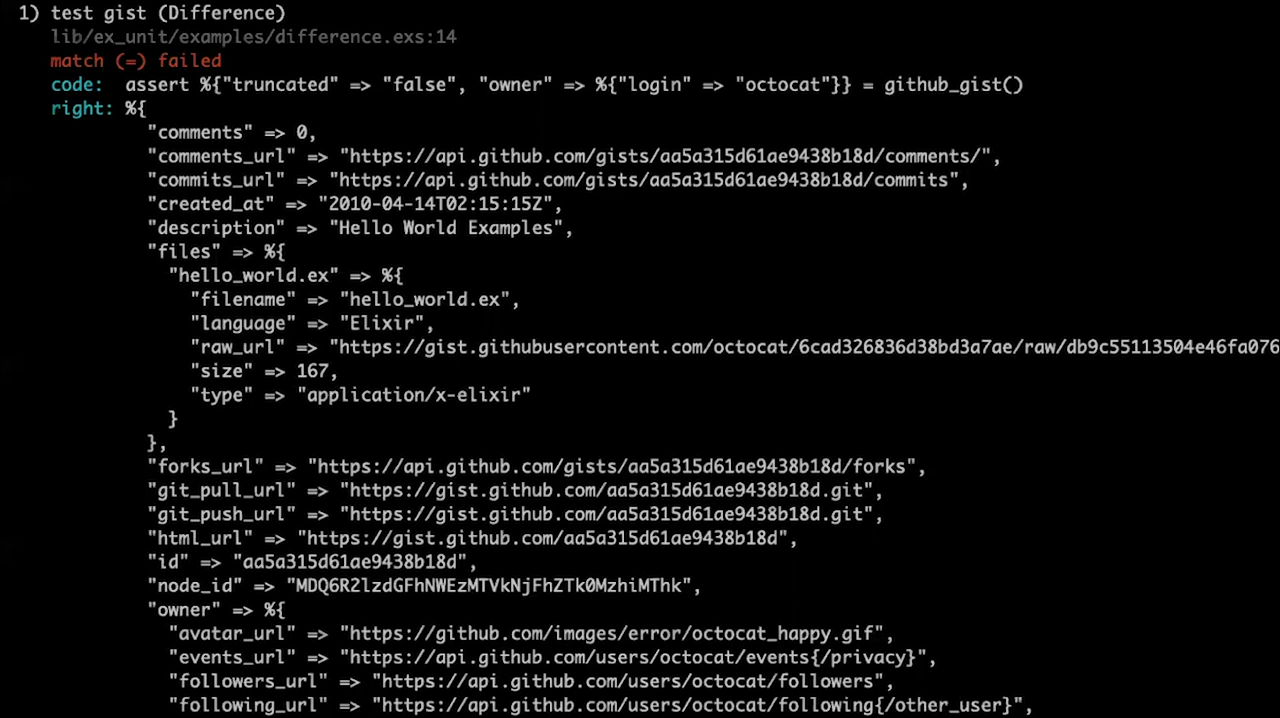 1) test gist (Difference)
lib/ex_unit/examples/difference.exs:14
match (=) failed
code:  assert %{"truncated" => "false", "owner" => %{"login" => "octocat"}} = github_gist()
right: %{
"comments" => 0,
"comments_url" => "https://api.github.com/gists/aa5a315d61ae9438b18d/comments/",
"commits_url" => "https://api.github.com/gists/aa5a315d61ae9438b18d/commits",
"created_at" => "2010-04-14T02:15:15Z",
"description" => "Hello World Examples",
"files" => %{
"hello_world.ex" => %{
"filename" => "hello_world.ex",
"language" => "Elixir",
"raw_url" => "https://gist.githubusercontent.com/octocat/6cad326836d38bd3a7ae/raw/db9c55113504e46fa076
"size" => 167,
"type" => "application/x-elixir"
}
},
"forks_url" => "https://api.github.com/gists/aa5a315d61ae9438b18d/forks",
"git_pull_url" => "https://gist.github.com/aa5a315d61ae9438b18d.git",
"git_push_url" => "https://gist.github.com/aa5a315d61ae9438b18d.git",
"html_url" => "https://gist.github.com/aa5a315d61ae9438b18d",
"id" => "aa5a315d61ae9438b18d",
"node_id" => "MDQ6R2lzdGFhNWEzMTVkNjFhZTk0MzhiMThk",
"owner" => %{
"avatar_url" => "https://github.com/images/error/octocat_happy.gif",
"events_url" => "https://api.github.com/users/octocat/events{/privacy}",
"followers_url" => "https://api.github.com/users/octocat/followers",
"following_url" => "https://api.github.com/users/octocat/following{/other_user}",